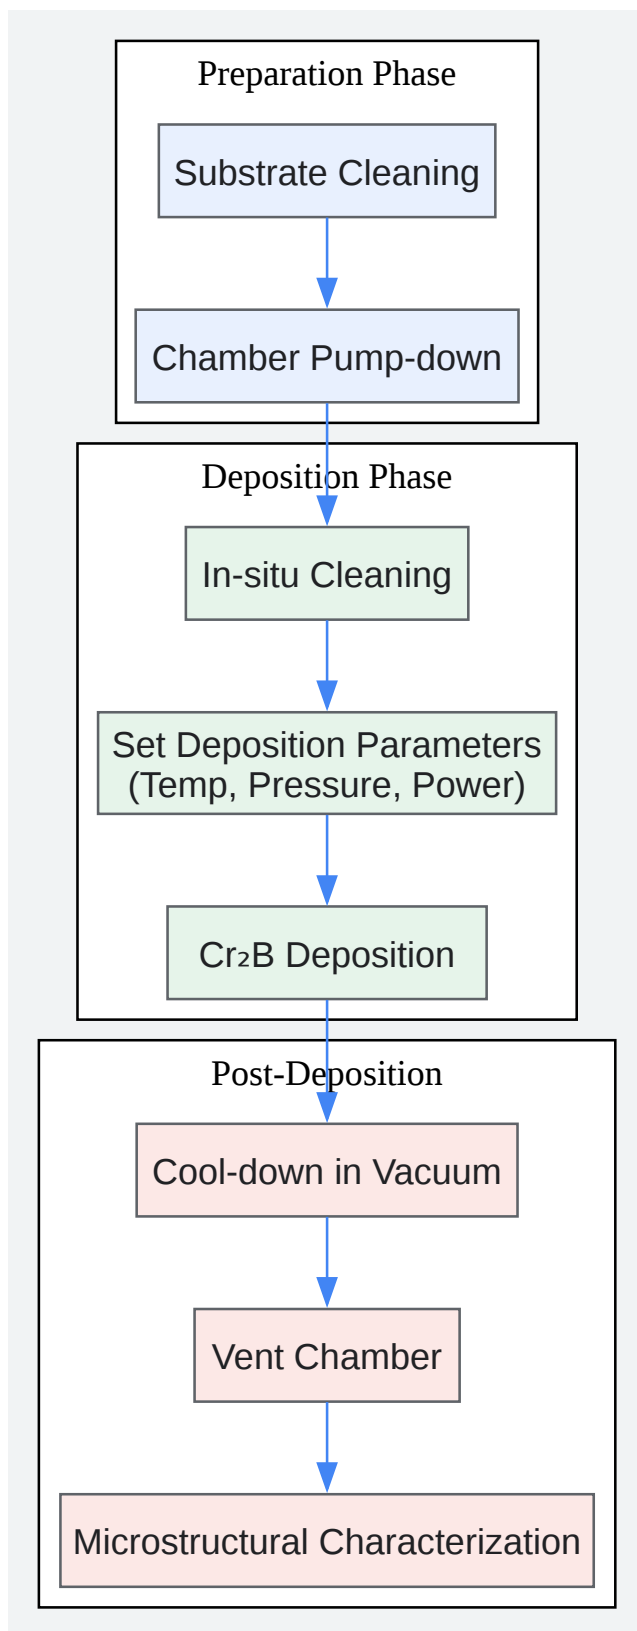 Preparation Phase
Substrate Cleaning
Chamber Pump-down
Deposition Phase
In-situ Cleaning
Set Deposition Parameters
(Temp, Pressure, Power)
Cr₂B Deposition
Post-Deposition
Cool-down in Vacuum
Vent Chamber
Microstructural Characterization